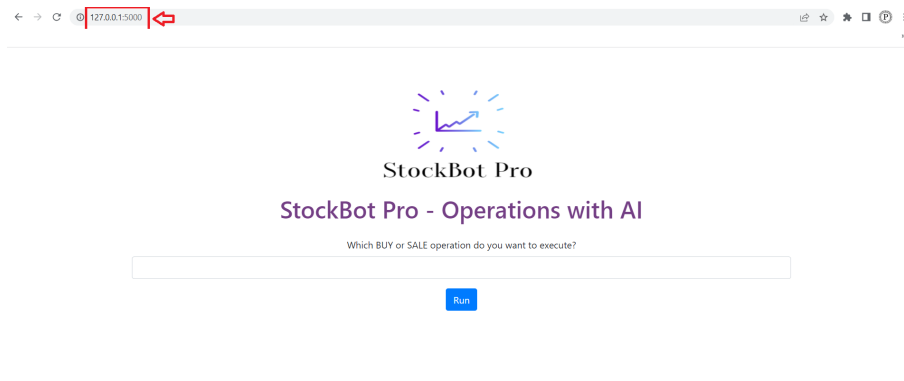 127.0.0.1:5000
P
StockBot Pro
StockBot Pro - Operations with AI
Which BUY or SALE operation do you want to execute?
Run